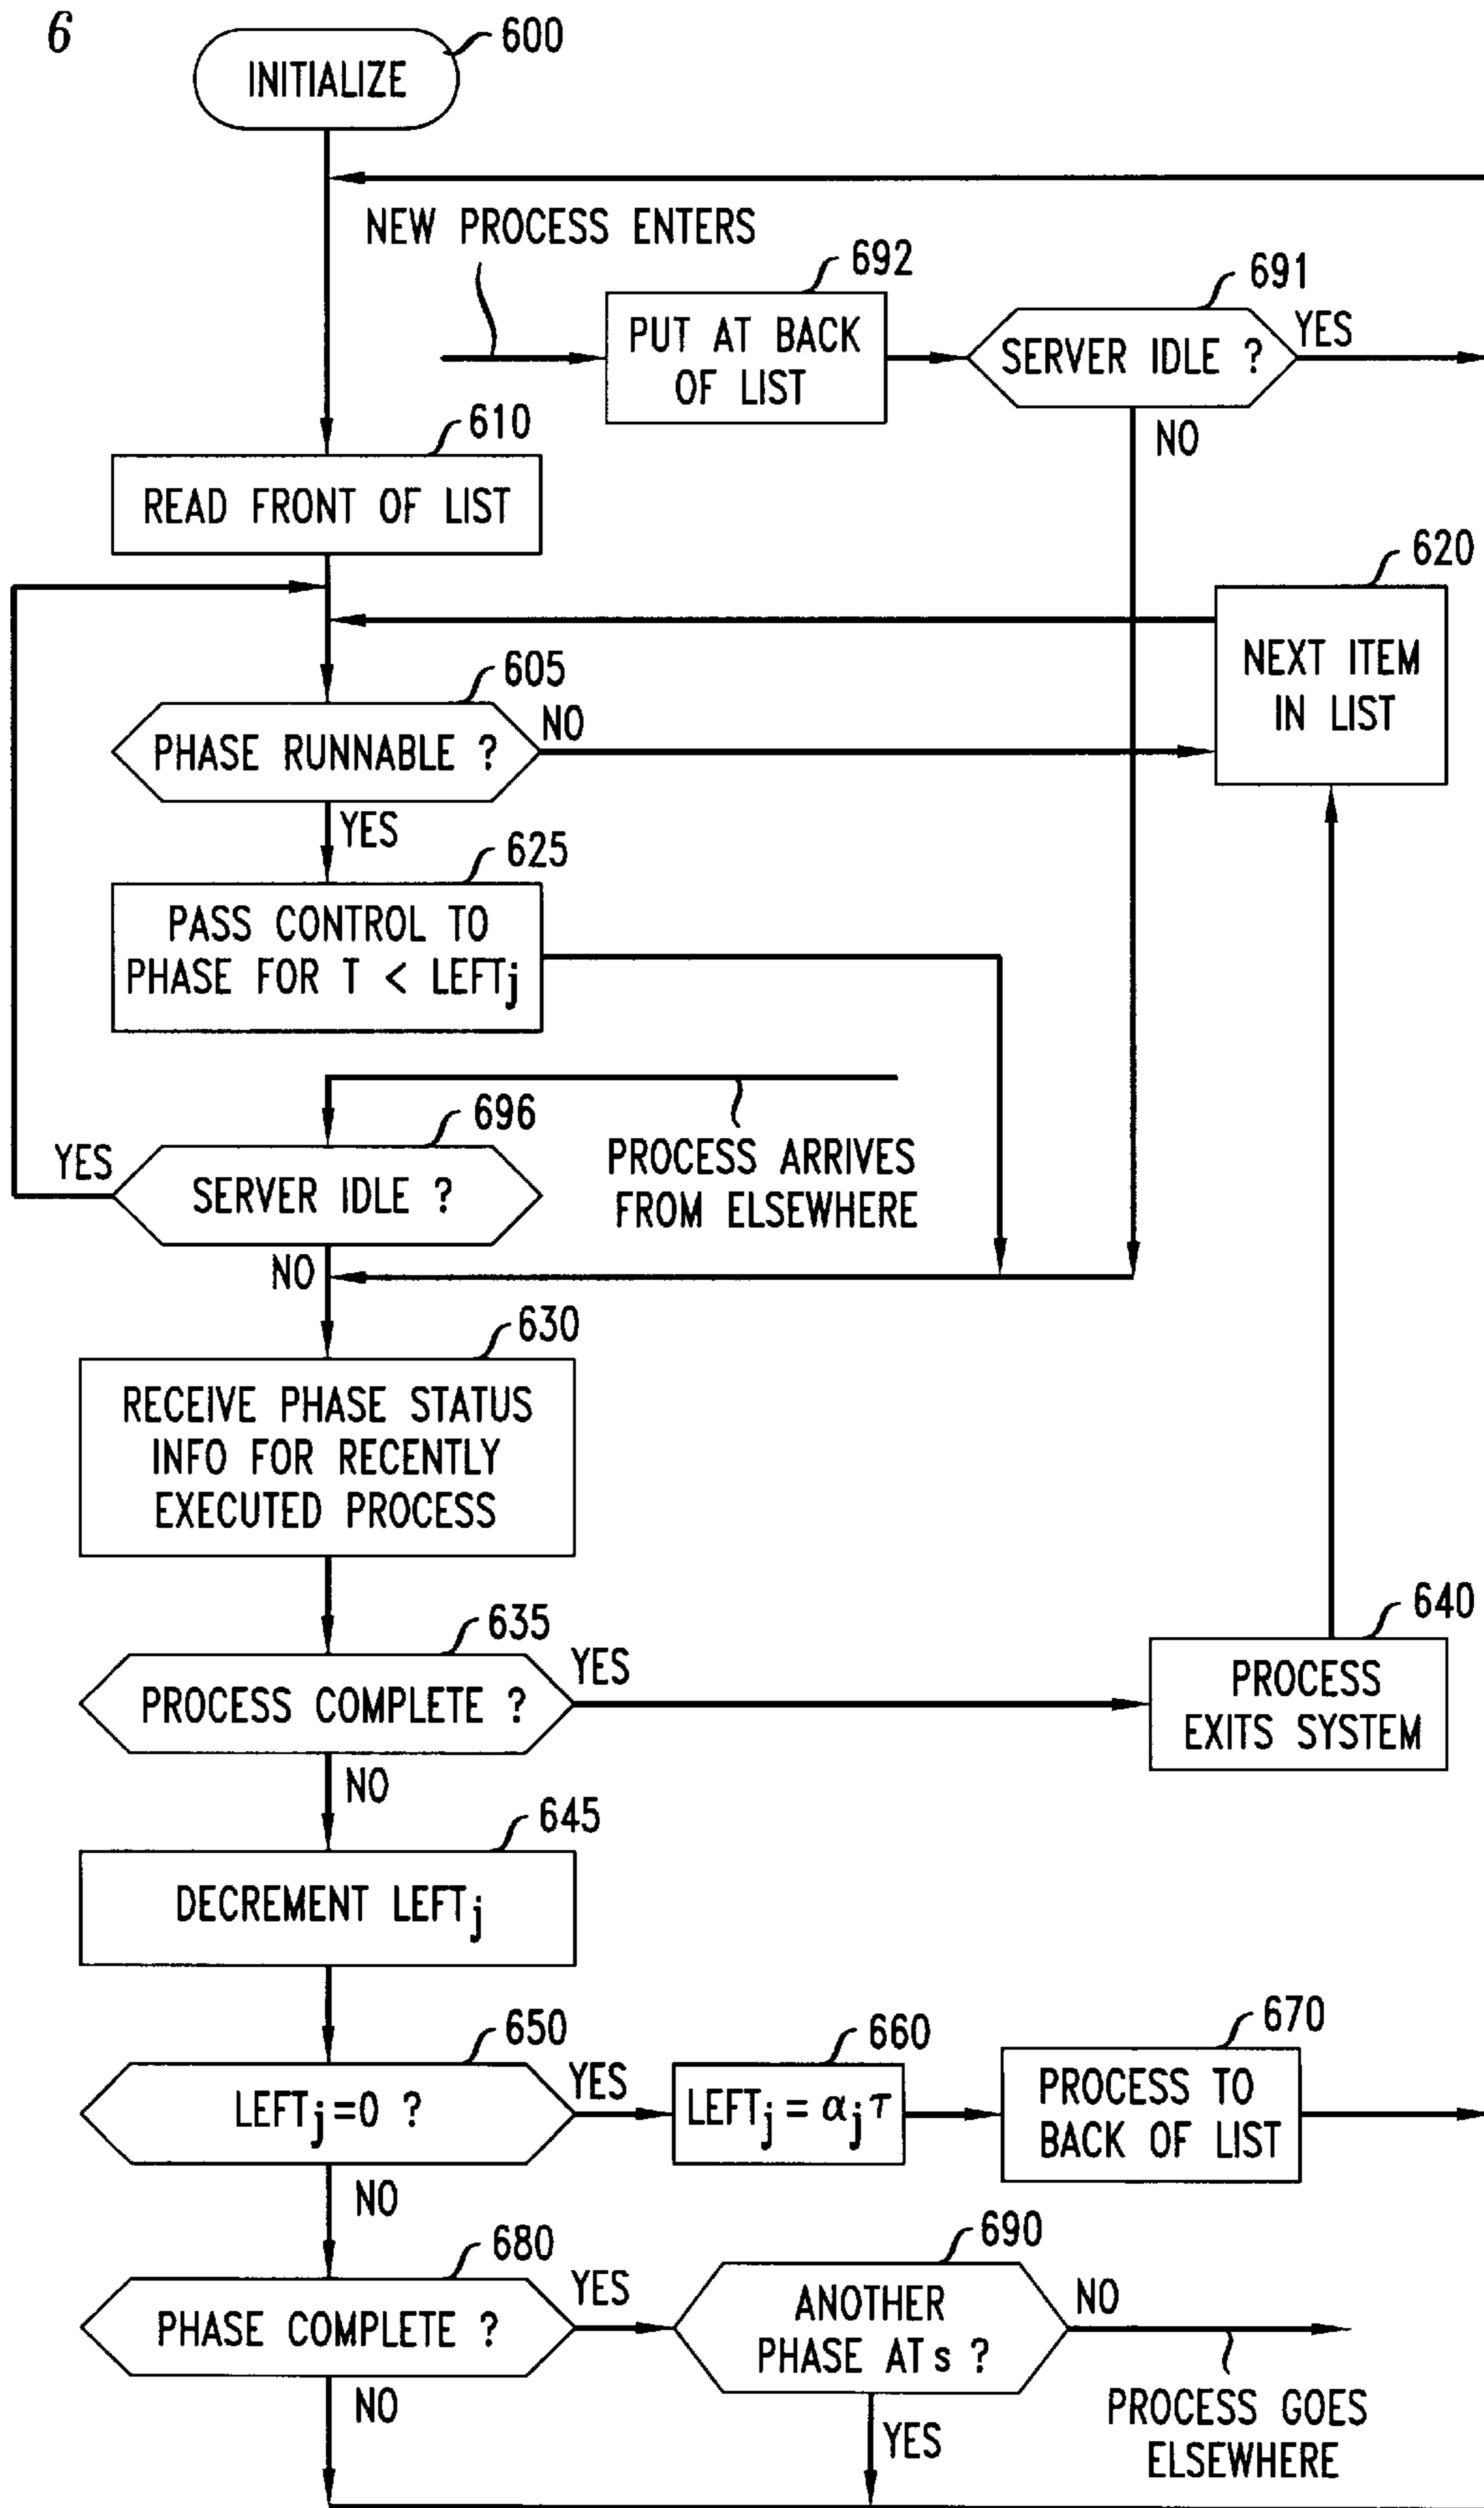 6
600
INITIALIZE
NEW PROCESS ENTERS
692
PUT AT BACK
OF LIST
691
SERVER IDLE ?
YES
NO
610
READ FRONT OF LIST
620
NEXT ITEM
IN LIST
605
PHASE RUNNABLE ?
NO
YES
625
PASS CONTROL TO
PHASE FOR T < LEFTj
696
SERVER IDLE ?
YES
NO
PROCESS ARRIVES
FROM ELSEWHERE
630
RECEIVE PHASE STATUS
INFO FOR RECENTLY
EXECUTED PROCESS
635
PROCESS COMPLETE ?
YES
NO
640
PROCESS
EXITS SYSTEM
645
DECREMENT LEFTj
650
LEFTj=0 ?
YES
NO
660
LEFTj = αjτ
670
PROCESS TO
BACK OF LIST
680
PHASE COMPLETE ?
YES
NO
690
ANOTHER
PHASE AT s ?
NO
YES
PROCESS GOES
ELSEWHERE